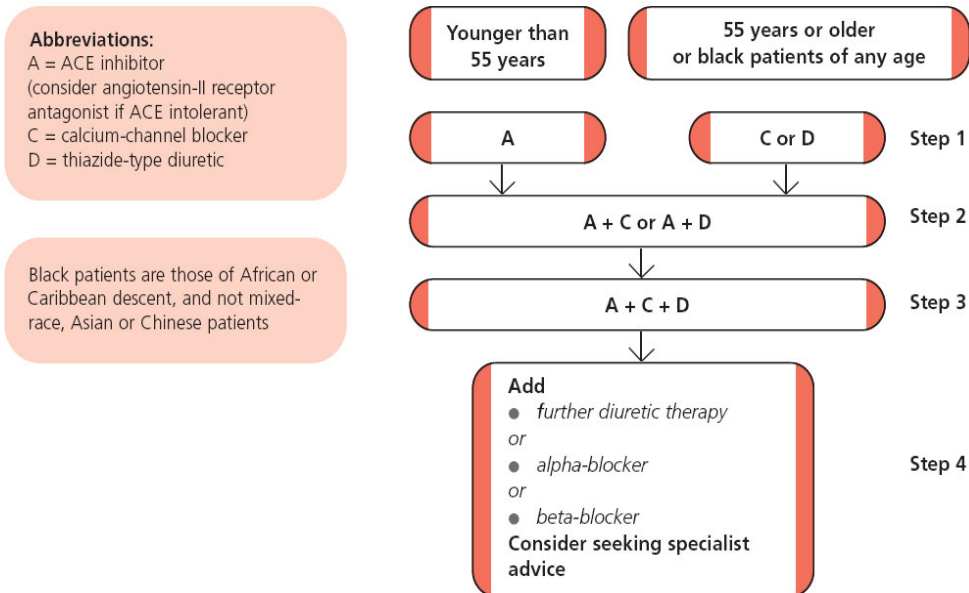 Abbreviations:
A = ACE inhibitor
(consider angiotensin-II receptor
antagonist if ACE intolerant)
C = calcium-channel blocker
D = thiazide-type diuretic
Black patients are those of African or
Caribbean descent, and not mixed-
race, Asian or Chinese patients
Younger than
55 years
55 years or older
or black patients of any age
A
C or D
Step 1
A + C or A + D
Step 2
A + C + D
Step 3
Add
● further diuretic therapy
or
● alpha-blocker
or
● beta-blocker
Consider seeking specialist
advice
Step 4